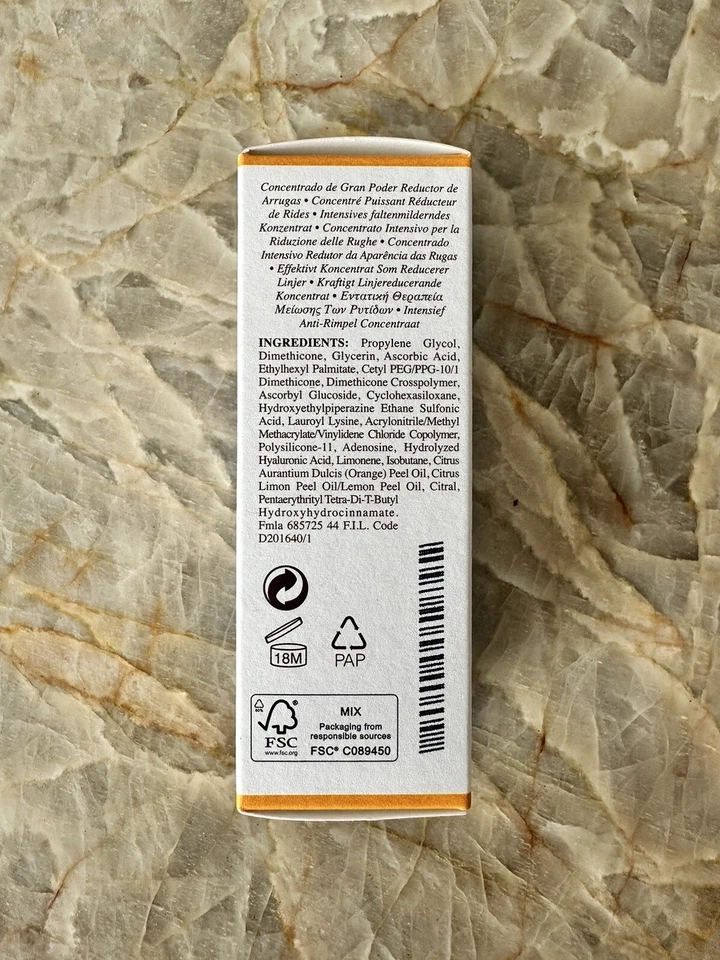 Concentrado de Gran Poder Reductor de
Arrugas • Concentré Puissant Réducteur
de Rides • Intensives faltenmilderndes
Konzentrat • Concentrato Intensivo per la
Riduzione delle Rughe • Concentrado
Intensivo Redutor da Aparência das Rugas
• Effektivt Koncentrat Som Reducerer
Linjer • Kraftigt Linjereducerande
Koncentrat • Εντατική Θεραπεία
Μείωσης Των Ρυτίδων • Intensief
Anti-Rimpel Concentraat
INGREDIENTS: Propylene Glycol,
Dimethicone, Glycerin, Ascorbic Acid,
Ethylhexyl Palmitate, Cetyl PEG/PPG-10/1
Dimethicone, Dimethicone Crosspolymer,
Ascorbyl Glucoside, Cyclohexasiloxane,
Hydroxyethylpiperazine Ethane Sulfonic
Acid, Lauroyl Lysine, Acrylonitrile/Methyl
Methacrylate/Vinylidene Chloride Copolymer,
Polysilicone-11, Adenosine, Hydrolyzed
Hyaluronic Acid, Limonene, Isobutane, Citrus
Aurantium Dulcis (Orange) Peel Oil, Citrus
Limon Peel Oil/Lemon Peel Oil, Citral,
Pentaerythrityl Tetra-Di-T-Butyl
Hydroxyhydrocinnamate.
Fmla 685725 44 F.I.L. Code
D201640/1
18M
PAP
MIX
Packaging from
responsible sources
FSC® C089450
FSC
www.fsc.org